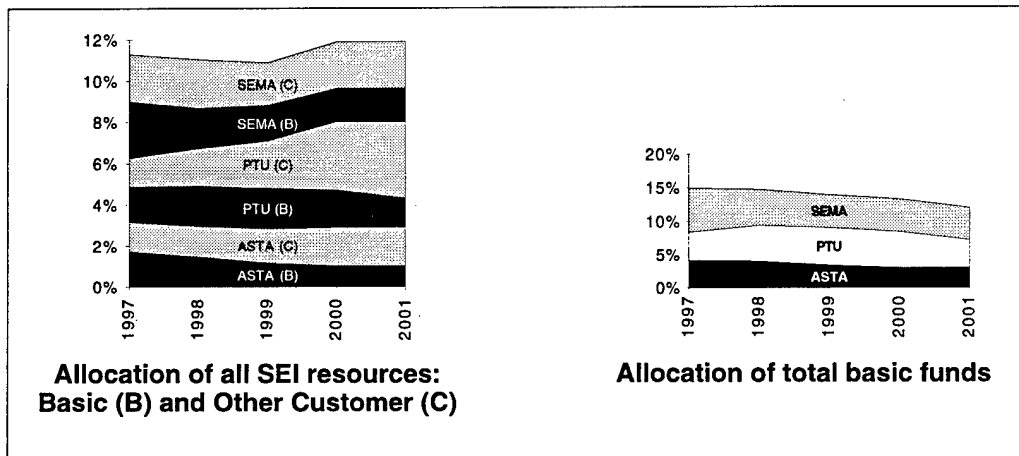 12%
10%
8%
6%
4%
2%
0%
SEMA (C)
SEMA (B)
PTU (C)
PTU (B)
ASTA (C)
ASTA (B)
1997
1998
1999
2000
2001
Allocation of all SEI resources:
Basic (B) and Other Customer (C)
20%
15%
10%
5%
0%
SEMA
PTU
ASTA
1997
1998
1999
2000
2001
Allocation of total basic funds